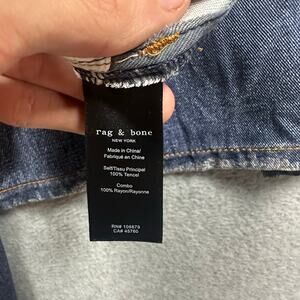 rag & bone
NEW YORK
Made in China/
Fabriqué en Chine
Self/Tissu Principal
100% Tencel
Combo
100% Rayon/Rayonne
RN# 106679
CA# 45760